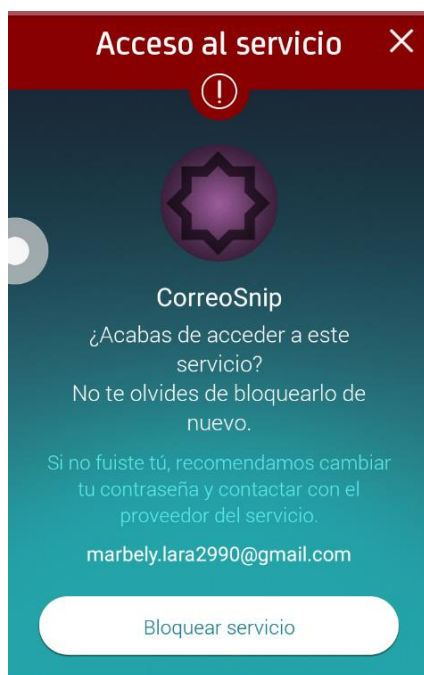 Acceso al servicio
CorreoSnip
¿Acabas de acceder a este
servicio?
No te olvides de bloquearlo de
nuevo.
Si no fuiste tú, recomendamos cambiar
tu contraseña y contactar con el
proveedor del servicio.
marbely.lara2990@gmail.com
Bloquear servicio